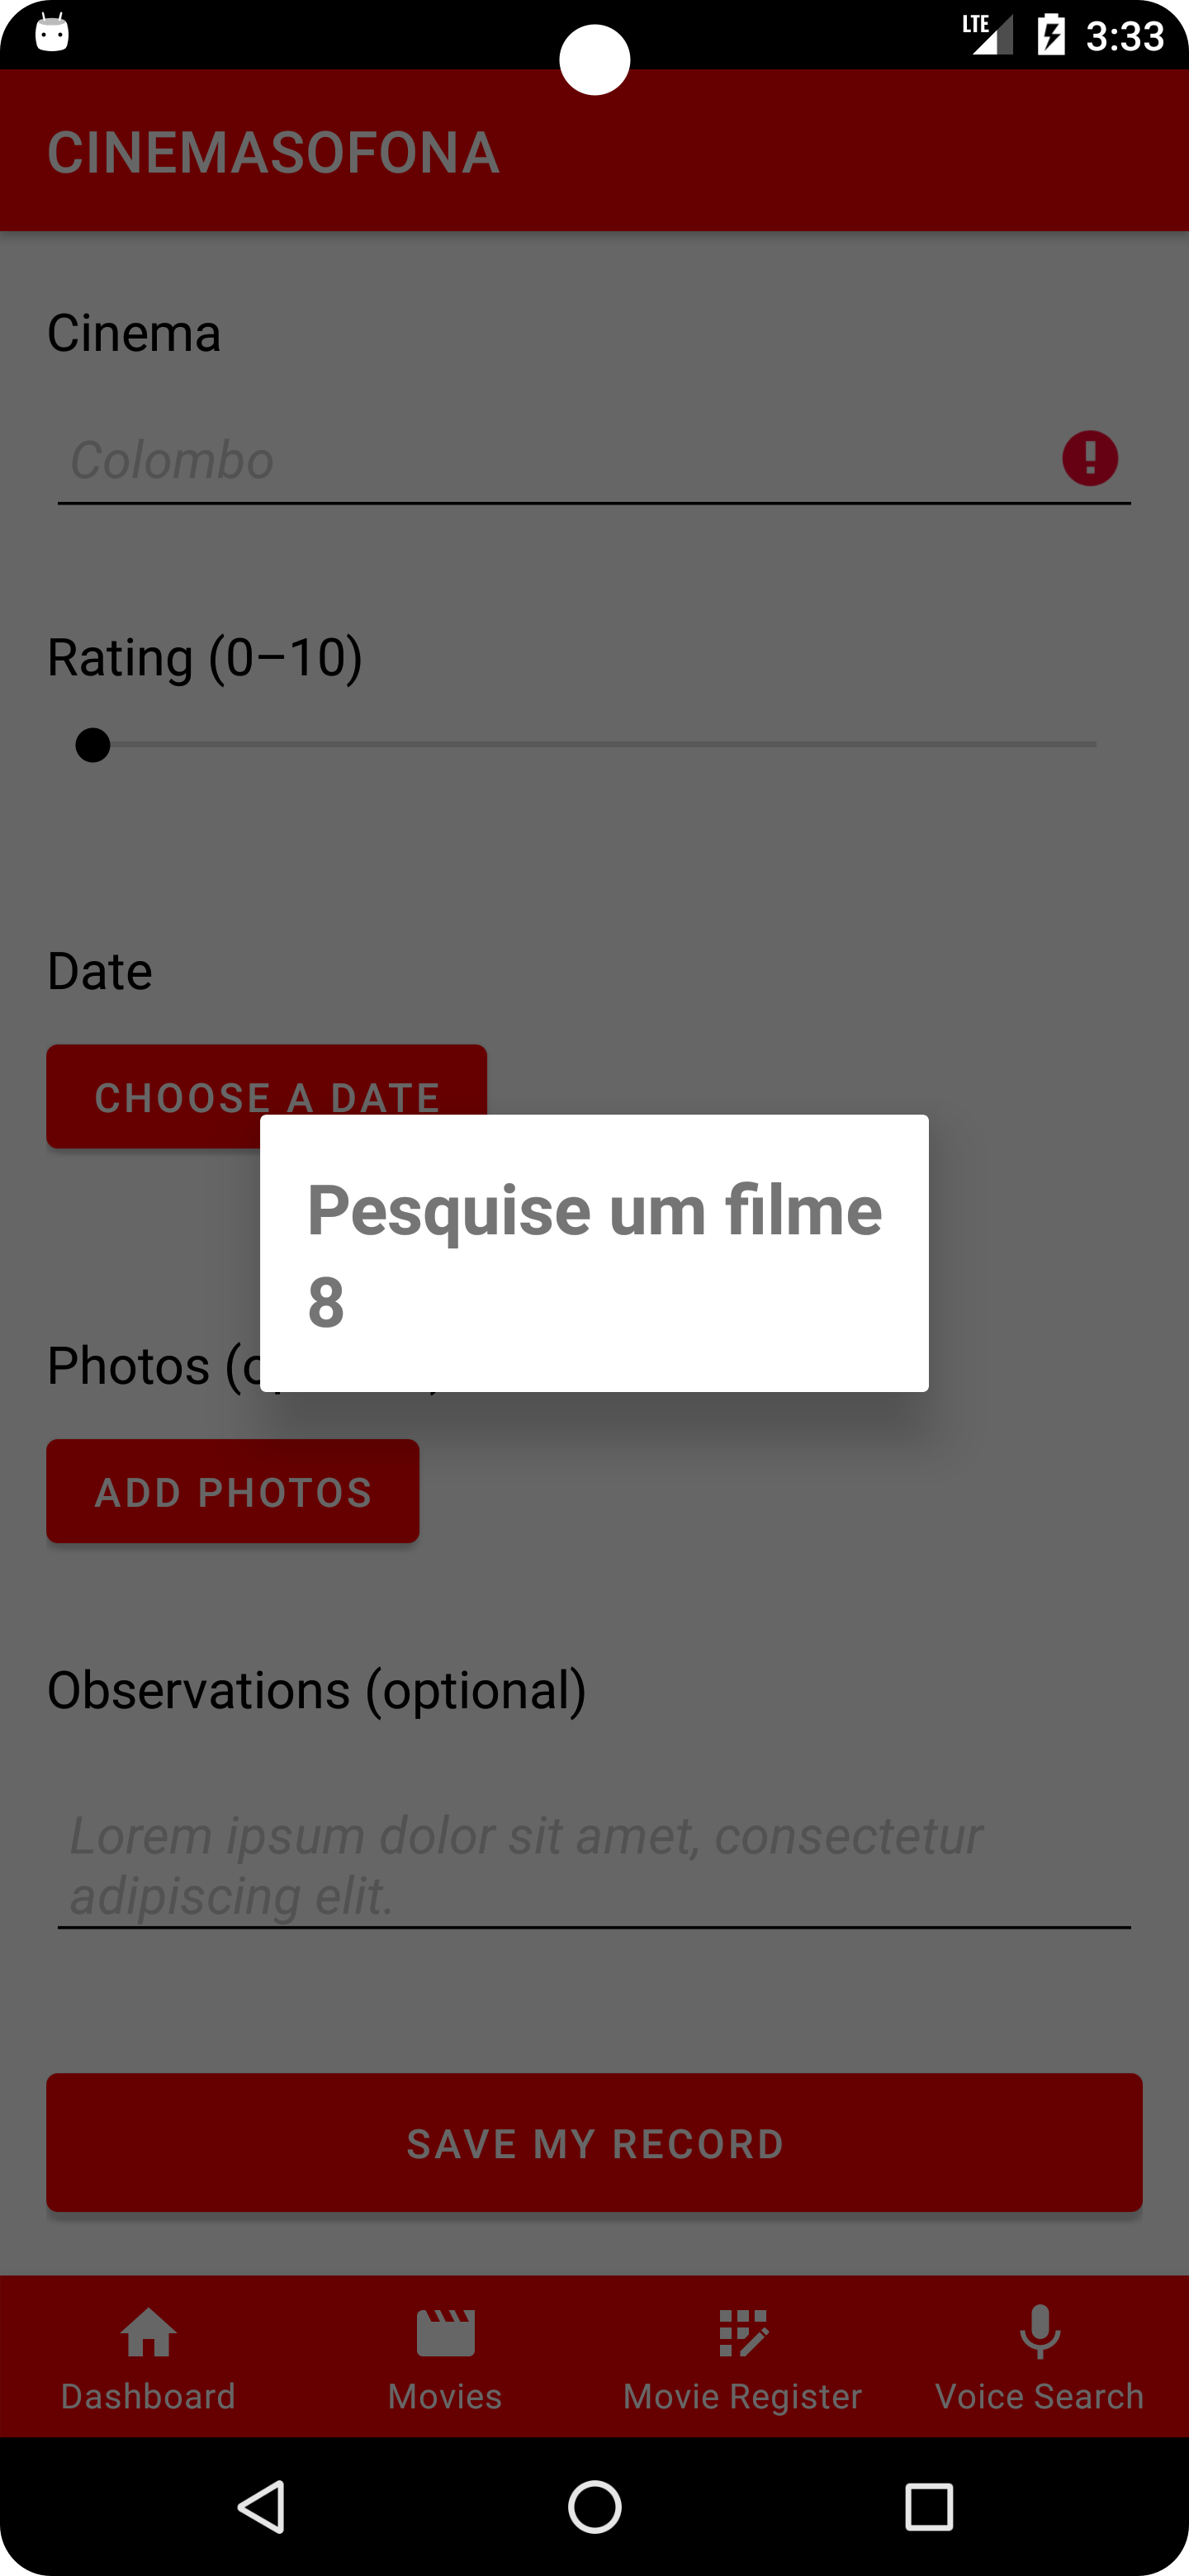 LTE 3:33
CINEMASOFONA
Cinema
Colombo
Rating (0–10)
Date
CHOOSE A DATE
Pesquise um filme
8
Photos
ADD PHOTOS
Observations (optional)
Lorem ipsum dolor sit amet, consectetur
adipiscing elit.
SAVE MY RECORD
Dashboard Movies Movie Register Voice Search